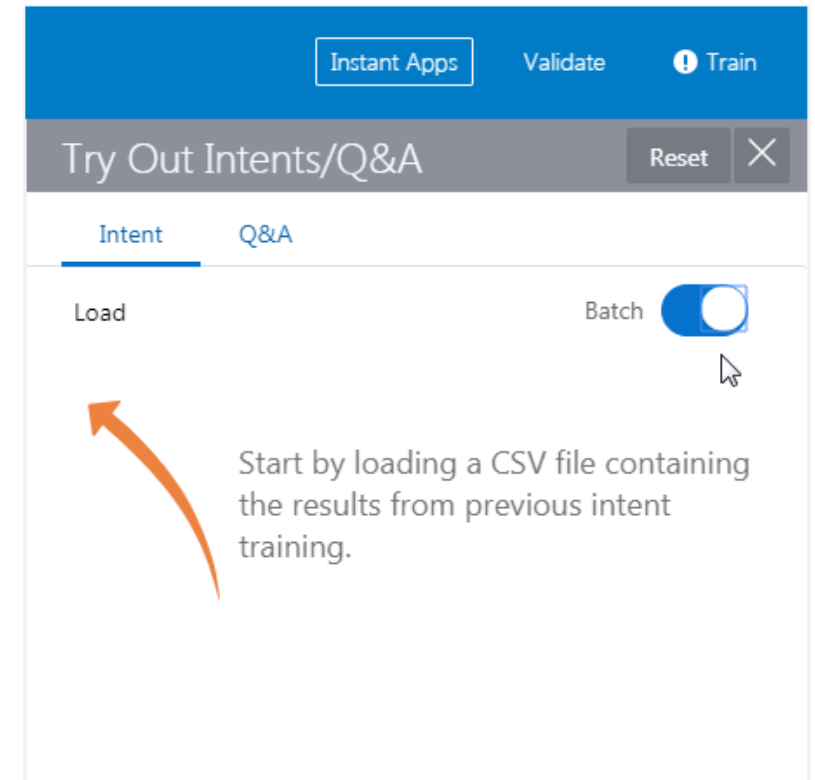 Instant Apps Validate Train
Try Out Intents/Q&A Reset
Intent Q&A
Load Batch
Start by loading a CSV file containing
the results from previous intent
training.